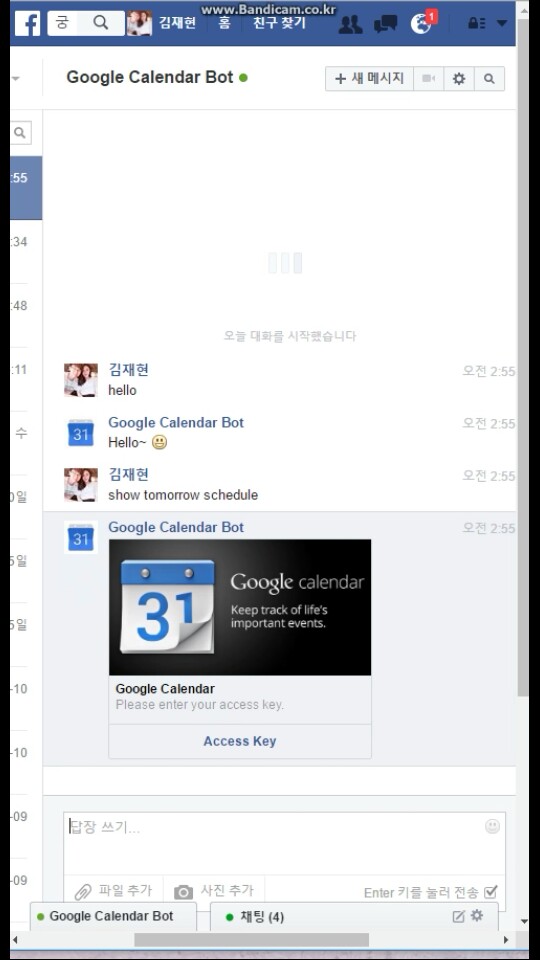 www.Bandicam.co.kr
f 궁 김재현 홈 친구 찾기 1
Google Calendar Bot
+ 새 메시지
:55
:34
:48
:11
수
0일
5일
5일
-10
-10
-09
-09
오늘 대화를 시작했습니다
김재현 오전 2:55
hello
Google Calendar Bot 오전 2:55
Hello~
31
김재현 오전 2:55
show tomorrow schedule
Google Calendar Bot 오전 2:55
31
31
Google calendar
Keep track of life's
important events.
Google Calendar
Please enter your access key.
Access Key
답장 쓰기...
파일 추가 사진 추가 Enter 키를 눌러 전송
Google Calendar Bot 채팅 (4)